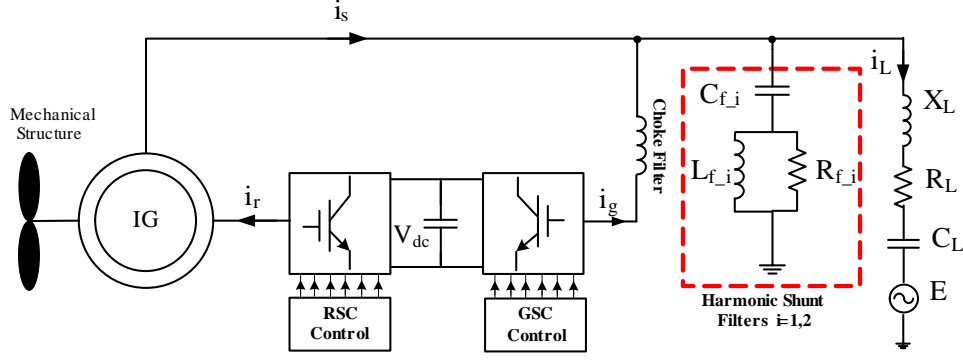 i_s
i_L
Mechanical
Structure
IG
i_r
V_dc
i_g
Choke Filter
C_f_i
L_f_i
R_f_i
X_L
R_L
C_L
E
RSC
Control
GSC
Control
Harmonic Shunt
Filters i=1,2